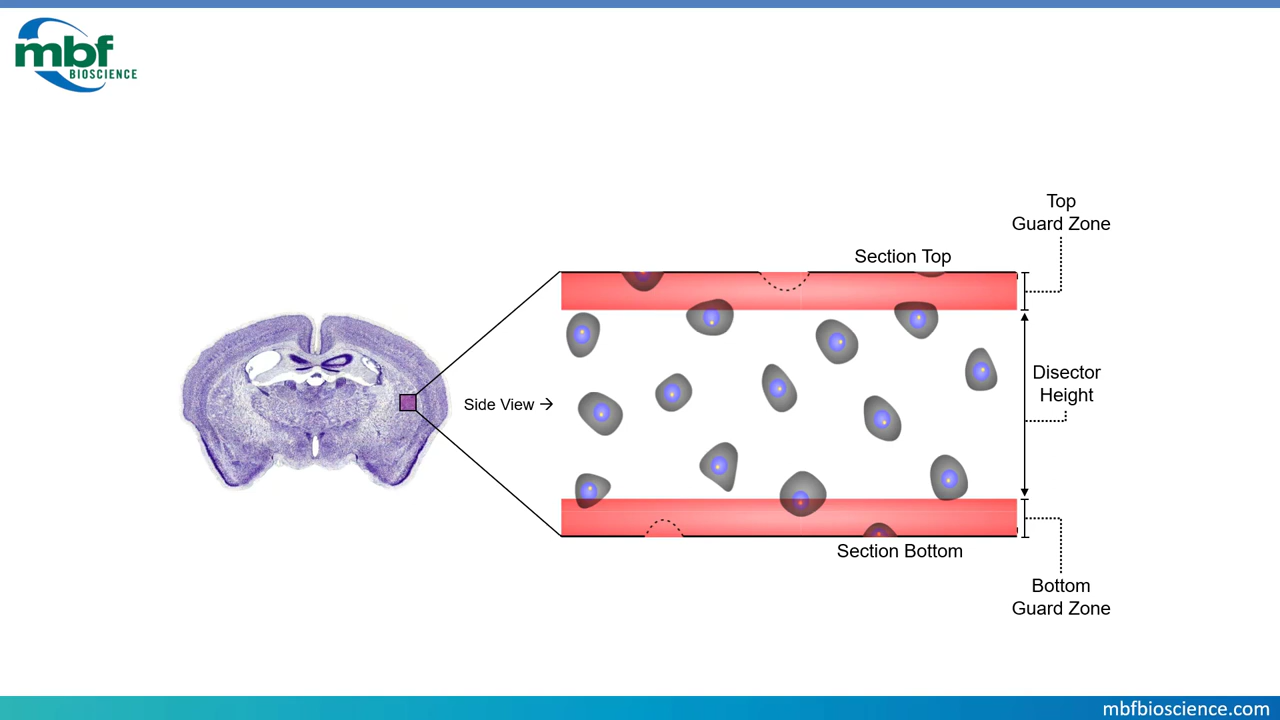 mbf
BIOSCIENCE
Top
Guard Zone
Section Top
Side View →
Disector
Height
Section Bottom
Bottom
Guard Zone
mbfbioscience.com